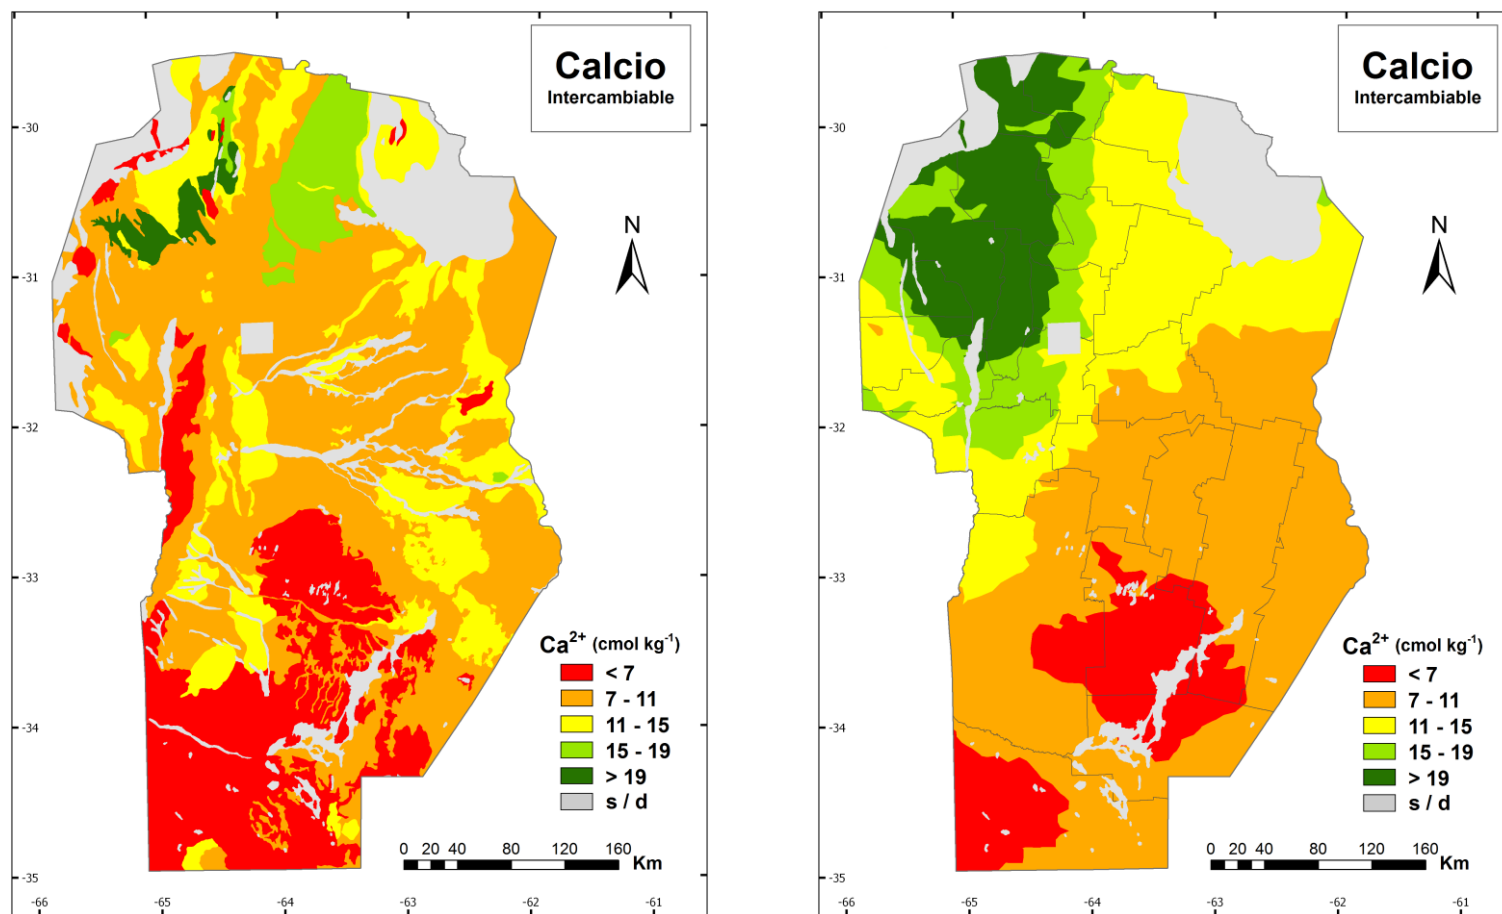 Calcio
Intercambiable
-30
-31
-32
-33
-34
-35
N
Ca²⁺ (cmol kg⁻¹)
< 7
7 - 11
11 - 15
15 - 19
> 19
s / d
0 20 40 80 120 160
Km
-66 -65 -64 -63 -62 -61
Calcio
Intercambiable
-30
-31
-32
-33
-34
-35
N
Ca²⁺ (cmol kg⁻¹)
< 7
7 - 11
11 - 15
15 - 19
> 19
s / d
0 20 40 80 120 160
Km
-66 -65 -64 -63 -62 -61